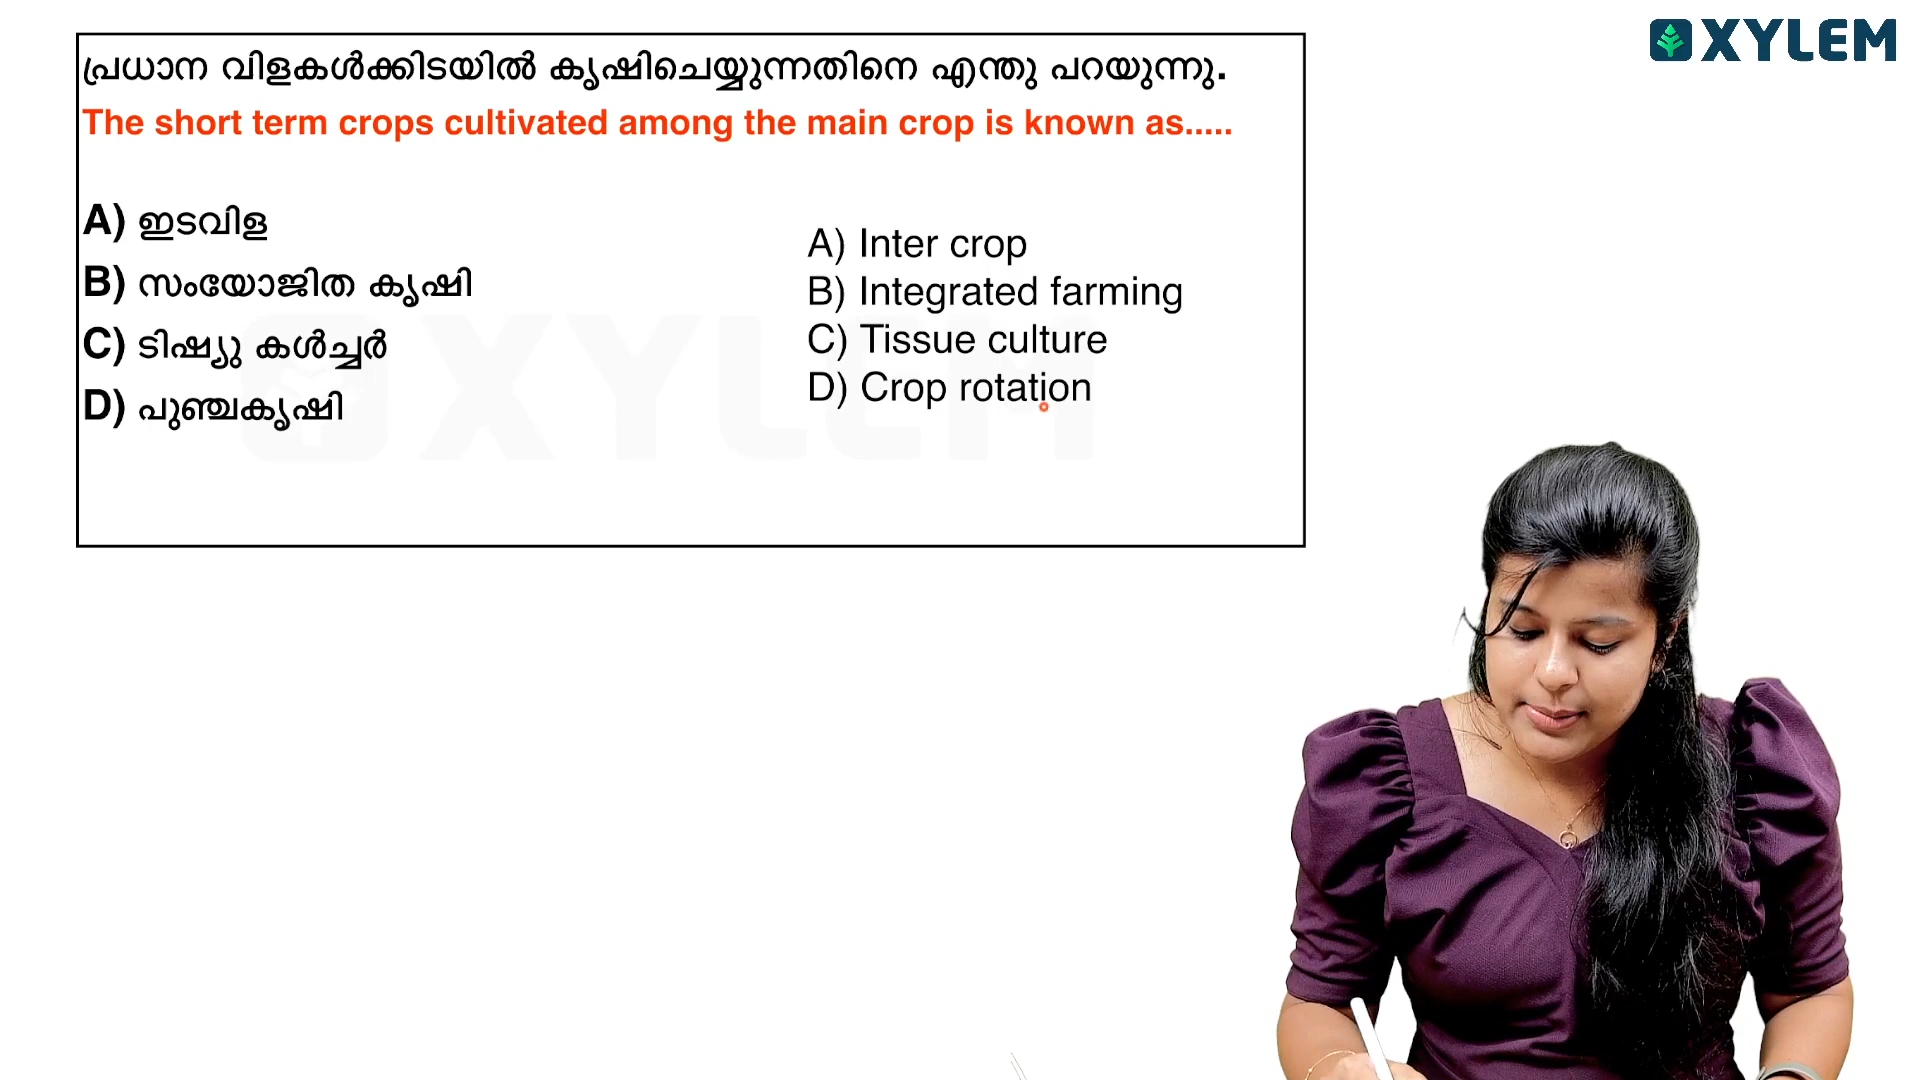 XYLEM
പ്രധാന വിളകൾക്കിടയിൽ കൃഷിചെയ്യുന്നതിനെ എന്തു പറയുന്നു.
The short term crops cultivated among the main crop is known as.....
A) ഇടവിള
B) സംയോജിത കൃഷി
C) ടിഷ്യു കൾച്ചർ
D) പുഞ്ചകൃഷി
A) Inter crop
B) Integrated farming
C) Tissue culture
D) Crop rotation
XYLEM